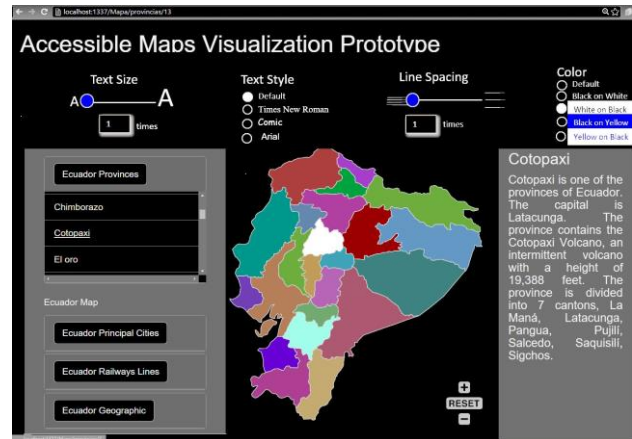 localhost:1337/Mapa/provincias/13
Accessible Maps Visualization Prototype
Text Size
A A
1 times
Text Style
Default
Times New Roman
Comic
Arial
Line Spacing
1 times
Color
Default
Black on White
White on Black
Black on Yellow
Yellow on Black
Ecuador Provinces
Chimborazo
Cotopaxi
El oro
Ecuador Map
Ecuador Principal Cities
Ecuador Railways Lines
Ecuador Geographic
RESET
Cotopaxi
Cotopaxi is one of the
provinces of Ecuador.
The capital is
Latacunga. The
province contains the
Cotopaxi Volcano, an
intermittent volcano
with a height of
19,388 feet. The
province is divided
into 7 cantons, La
Maná, Latacunga,
Pangua, Pujilí,
Salcedo, Saquisilí,
Sigchos.